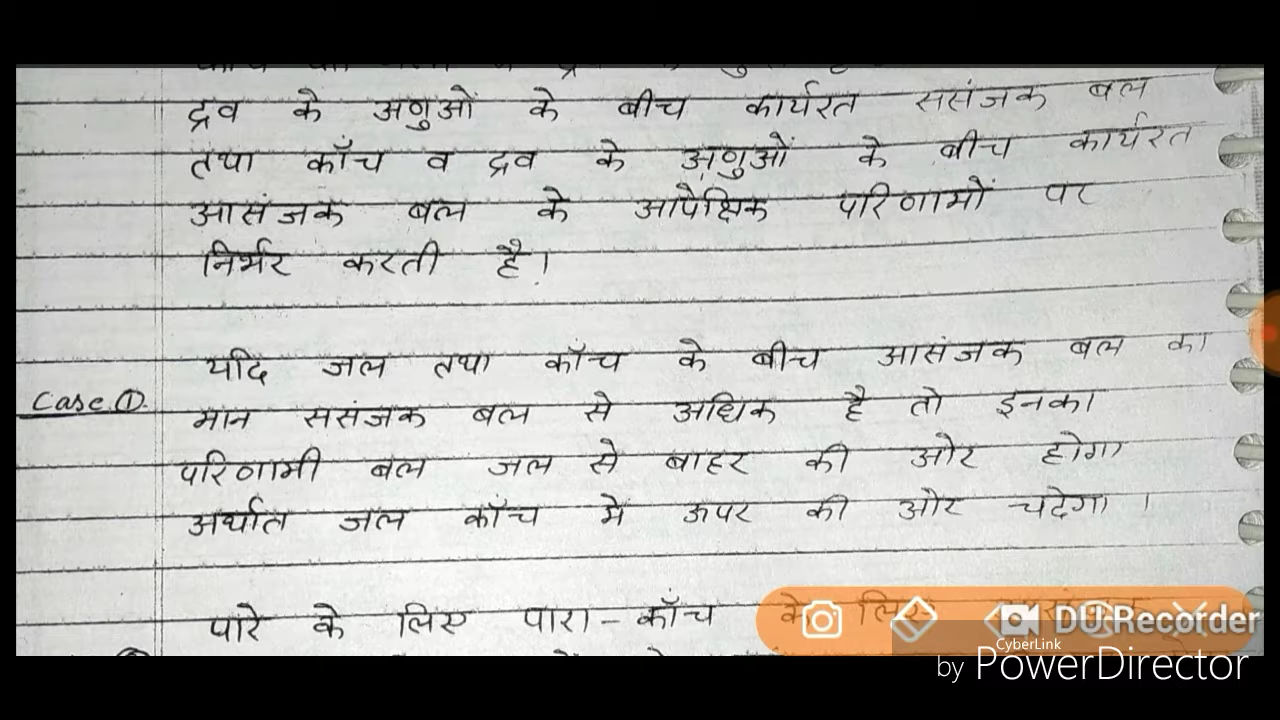 द्रव के अणुओं के बीच कार्यरत ससंजक बल
तथा काँच व द्रव के अणुओं के बीच कार्यरत
आसंजक बल के आपेक्षिक परिणामों पर
निर्भर करती है।
यदि जल तथा काँच के बीच आसंजक बल का
Case ①. मान ससंजक बल से अधिक है तो इनका
परिणामी बल जल से बाहर की ओर होगा
अर्थात जल काँच मे ऊपर की ओर चढेगा ।
पारे के लिए पारा-काँच के लिए
DU Recorder
CyberLink
by PowerDirector